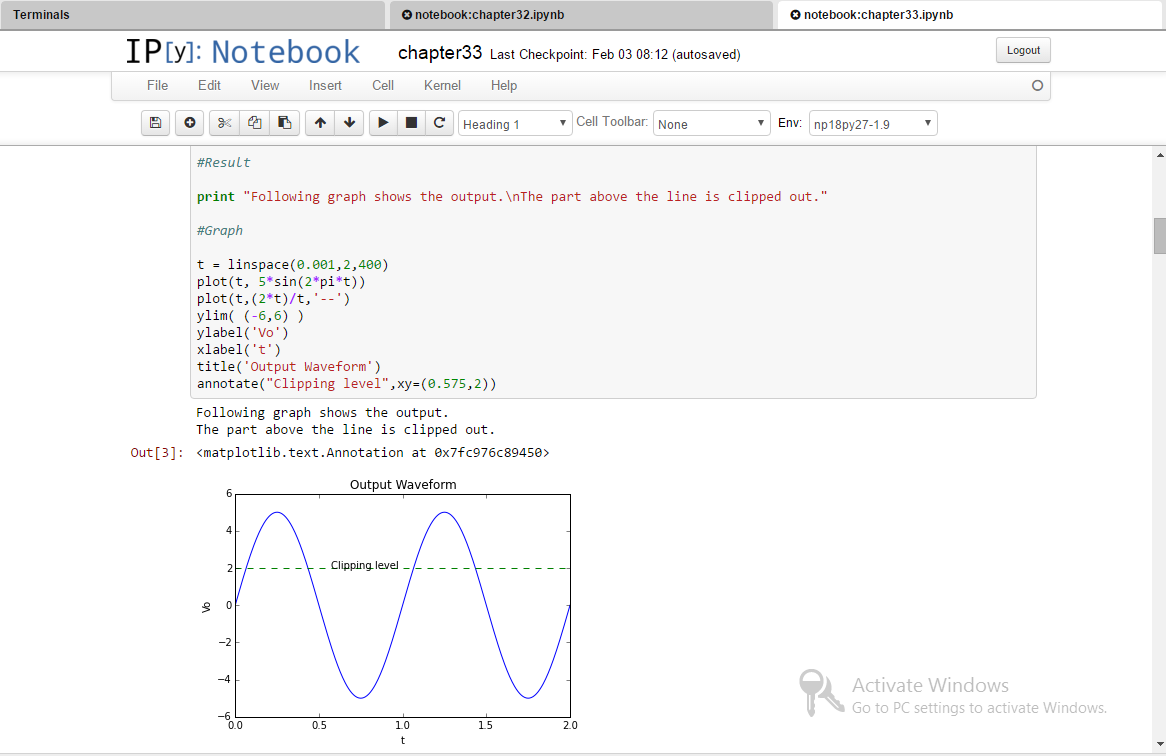 Terminals
notebook:chapter32.ipynb
notebook:chapter33.ipynb
IP[y]: Notebook
chapter33 Last Checkpoint: Feb 03 08:12 (autosaved)
Logout
File Edit View Insert Cell Kernel Help
Heading 1 Cell Toolbar: None Env: np18py27-1.9
#Result
print "Following graph shows the output.\nThe part above the line is clipped out."
#Graph
t = linspace(0.001,2,400)
plot(t, 5*sin(2*pi*t))
plot(t,(2*t)/t,'--')
ylim( (-6,6) )
ylabel('Vo')
xlabel('t')
title('Output Waveform')
annotate("Clipping level",xy=(0.575,2))
Following graph shows the output.
The part above the line is clipped out.
Out[3]: <matplotlib.text.Annotation at 0x7fc976c89450>
Output Waveform
6
4
2
Clipping level
0
Vo
−2
−4
−6
0.0 0.5 1.0 1.5 2.0
t
Activate Windows
Go to PC settings to activate Windows.